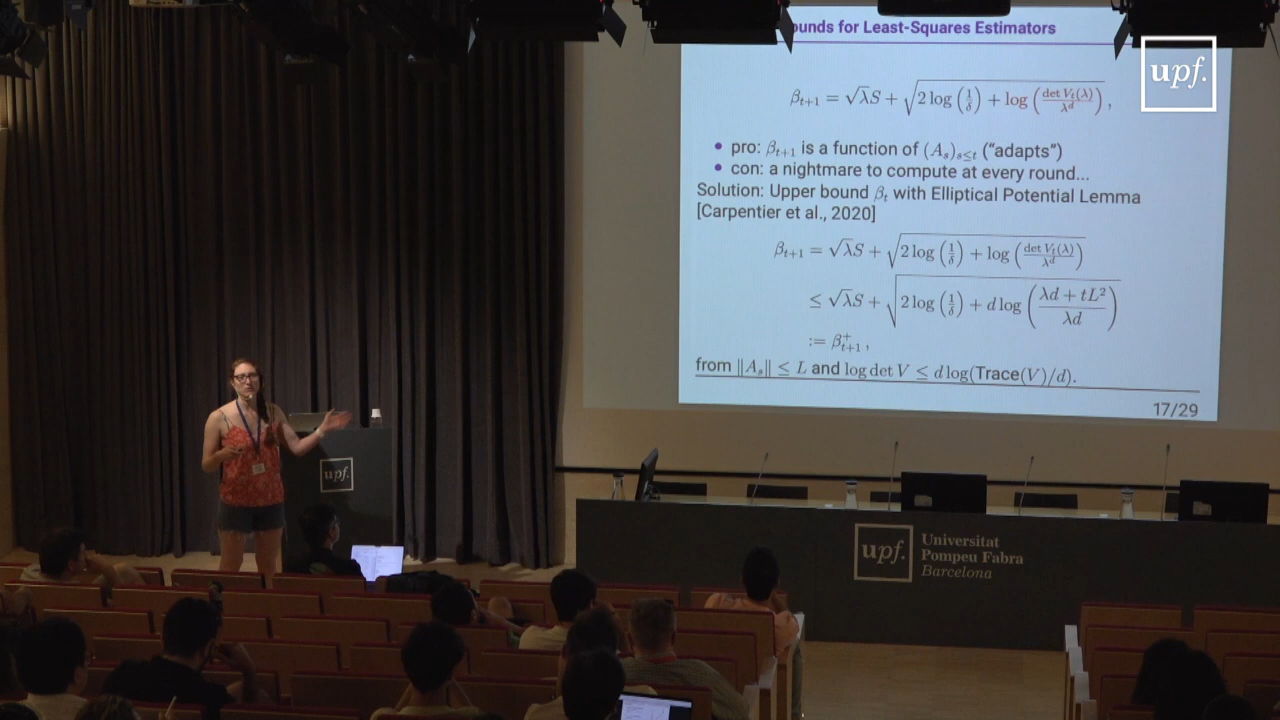 unds for Least-Squares Estimators
upf.
β_{t+1} = √λS + √(2 log (1/δ) + log (det V_t(λ)/λ^d)),
• pro: β_{t+1} is a function of (A_s)_{s≤t} ("adapts")
• con: a nightmare to compute at every round...
Solution: Upper bound β_t with Elliptical Potential Lemma
[Carpentier et al., 2020]
β_{t+1} = √λS + √(2 log (1/δ) + log (det V_t(λ)/λ^d))
≤ √λS + √(2 log (1/δ) + d log ((λd + tL²)/(λd)))
:= β⁺_{t+1},
from ‖A_s‖ ≤ L and log det V ≤ d log(Trace(V)/d).
17/29
upf.
upf.
Universitat
Pompeu Fabra
Barcelona